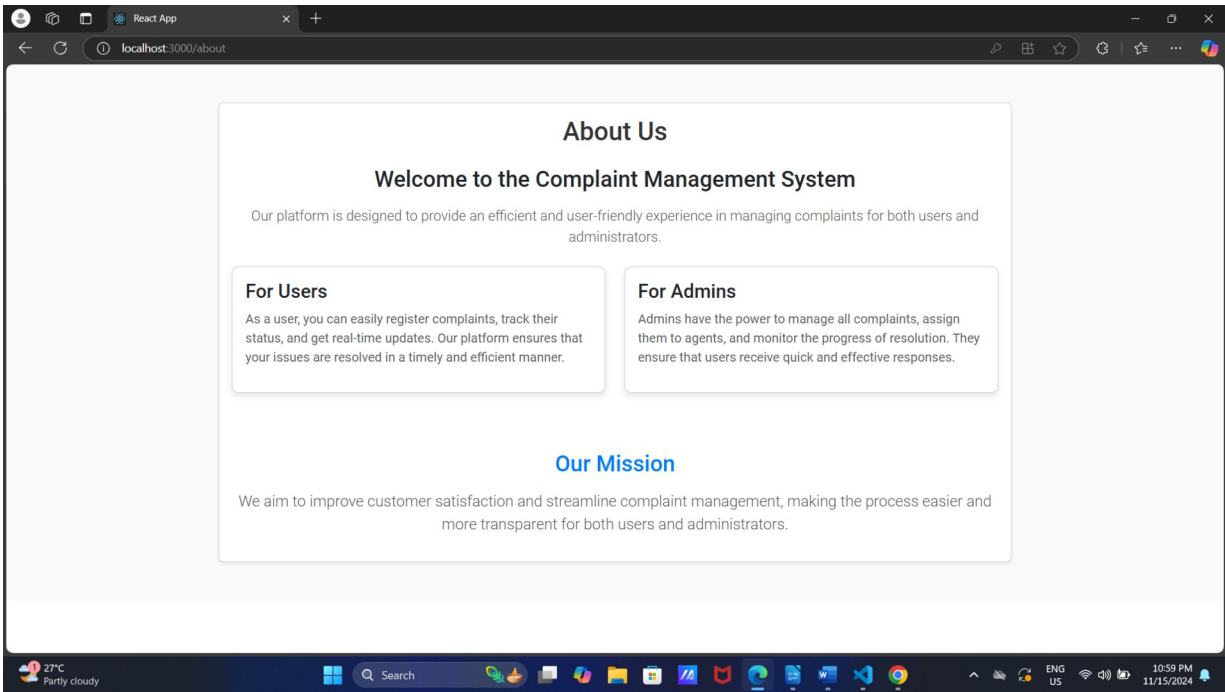 React App
localhost:3000/about
About Us
Welcome to the Complaint Management System
Our platform is designed to provide an efficient and user-friendly experience in managing complaints for both users and
administrators.
For Users
As a user, you can easily register complaints, track their
status, and get real-time updates. Our platform ensures that
your issues are resolved in a timely and efficient manner.
For Admins
Admins have the power to manage all complaints, assign
them to agents, and monitor the progress of resolution. They
ensure that users receive quick and effective responses.
Our Mission
We aim to improve customer satisfaction and streamline complaint management, making the process easier and
more transparent for both users and administrators.
1
27°C
Partly cloudy
Search
ENG
US
10:59 PM
11/15/2024